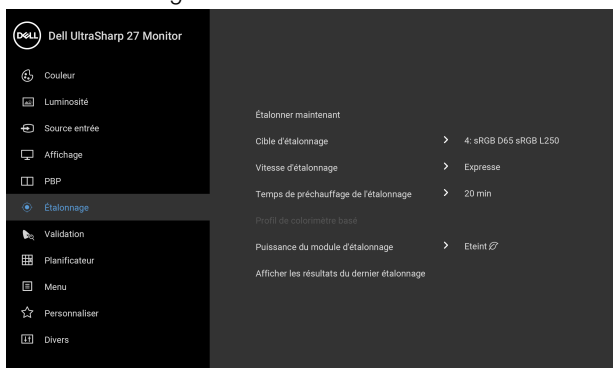 DELL Dell UltraSharp 27 Monitor
Couleur
Luminosité
Source entrée
Affichage
PBP
Étalonnage
Validation
Planificateur
Menu
Personnaliser
Divers
Étalonner maintenant
Cible d'étalonnage > 4: sRGB D65 sRGB L250
Vitesse d'étalonnage > Expresse
Temps de préchauffage de l'étalonnage > 20 min
Profil de colorimètre basé
Puissance du module d'étalonnage > Eteint
Afficher les résultats du dernier étalonnage